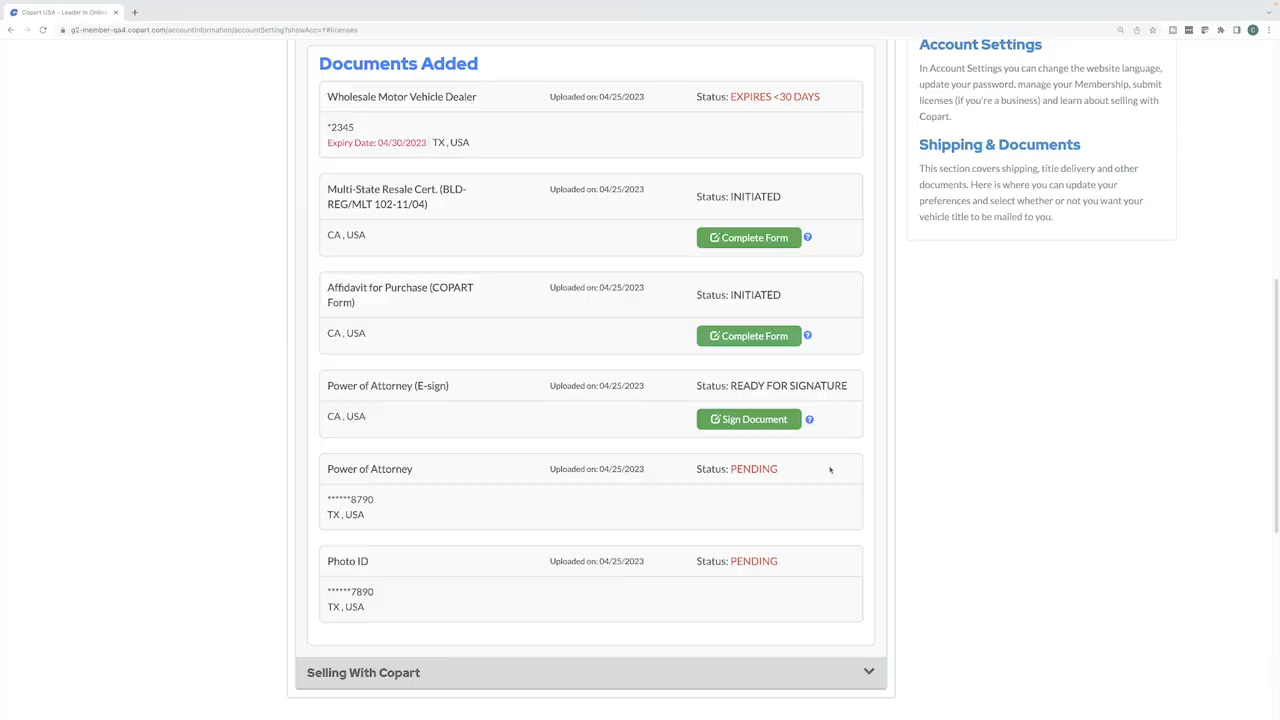 Copart USA - Leader in Online
g2-member-qa4.copart.com/accountinformation/accountSetting?showAcc=Y#licenses
C
Documents Added
Wholesale Motor Vehicle Dealer
Uploaded on: 04/25/2023
Status: EXPIRES <30 DAYS
*2345
Expiry Date: 04/30/2023 TX , USA
Multi-State Resale Cert. (BLD-
REG/MLT 102-11/04)
Uploaded on: 04/25/2023
Status: INITIATED
CA , USA
Complete Form ?
Affidavit for Purchase (COPART
Form)
Uploaded on: 04/25/2023
Status: INITIATED
CA , USA
Complete Form ?
Power of Attorney (E-sign)
Uploaded on: 04/25/2023
Status: READY FOR SIGNATURE
CA , USA
Sign Document ?
Power of Attorney
Uploaded on: 04/25/2023
Status: PENDING
******8790
TX , USA
Photo ID
Uploaded on: 04/25/2023
Status: PENDING
******7890
TX , USA
Selling With Copart
Account Settings
In Account Settings you can change the website language,
update your password, manage your Membership, submit
licenses (if you're a business) and learn about selling with
Copart.
Shipping & Documents
This section covers shipping, title delivery and other
documents. Here is where you can update your
preferences and select whether or not you want your
vehicle title to be mailed to you.